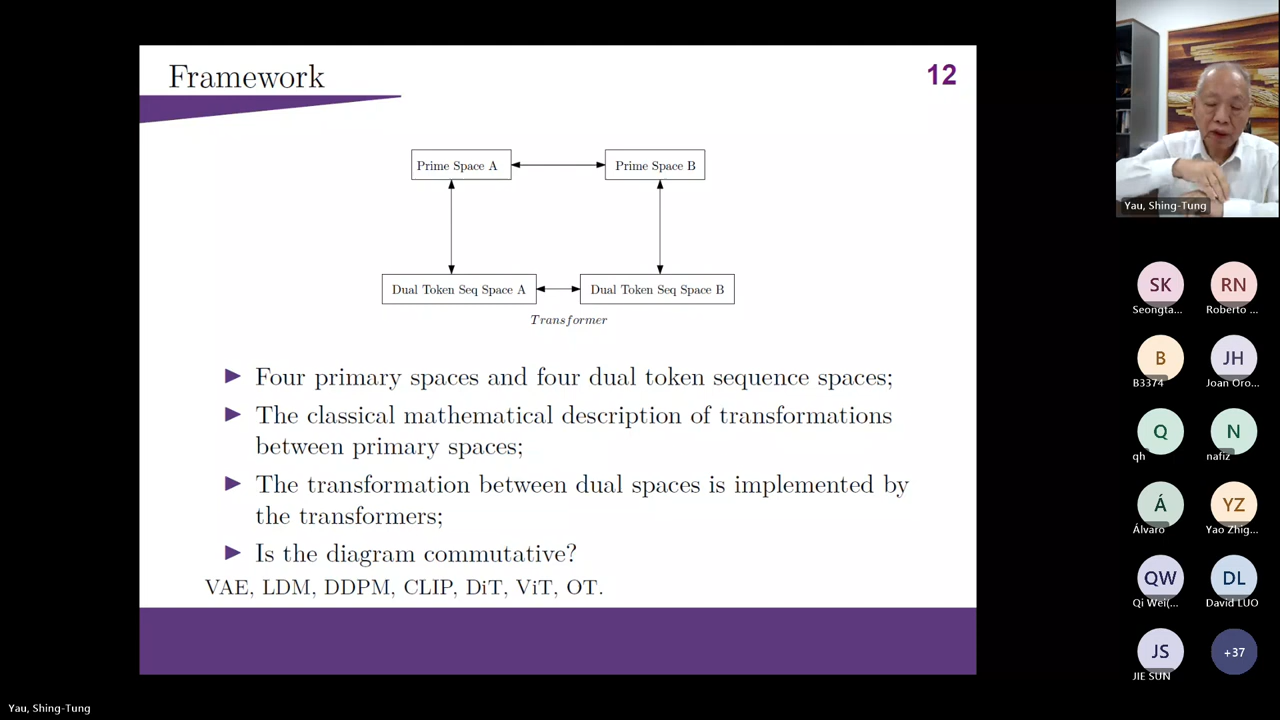 Framework
12
Prime Space A
Prime Space B
Dual Token Seq Space A
Dual Token Seq Space B
Transformer
Four primary spaces and four dual token sequence spaces;
The classical mathematical description of transformations
between primary spaces;
The transformation between dual spaces is implemented by
the transformers;
Is the diagram commutative?
VAE, LDM, DDPM, CLIP, DiT, ViT, OT.
Yau, Shing-Tung
SK
Seongta...
RN
Roberto ...
B
B3374
JH
Joan Oro...
Q
qh
N
nafiz
Á
Álvaro
YZ
Yao Zhig...
QW
Qi Wei(...
DL
David LUO
JS
JIE SUN
+37
Yau, Shing-Tung